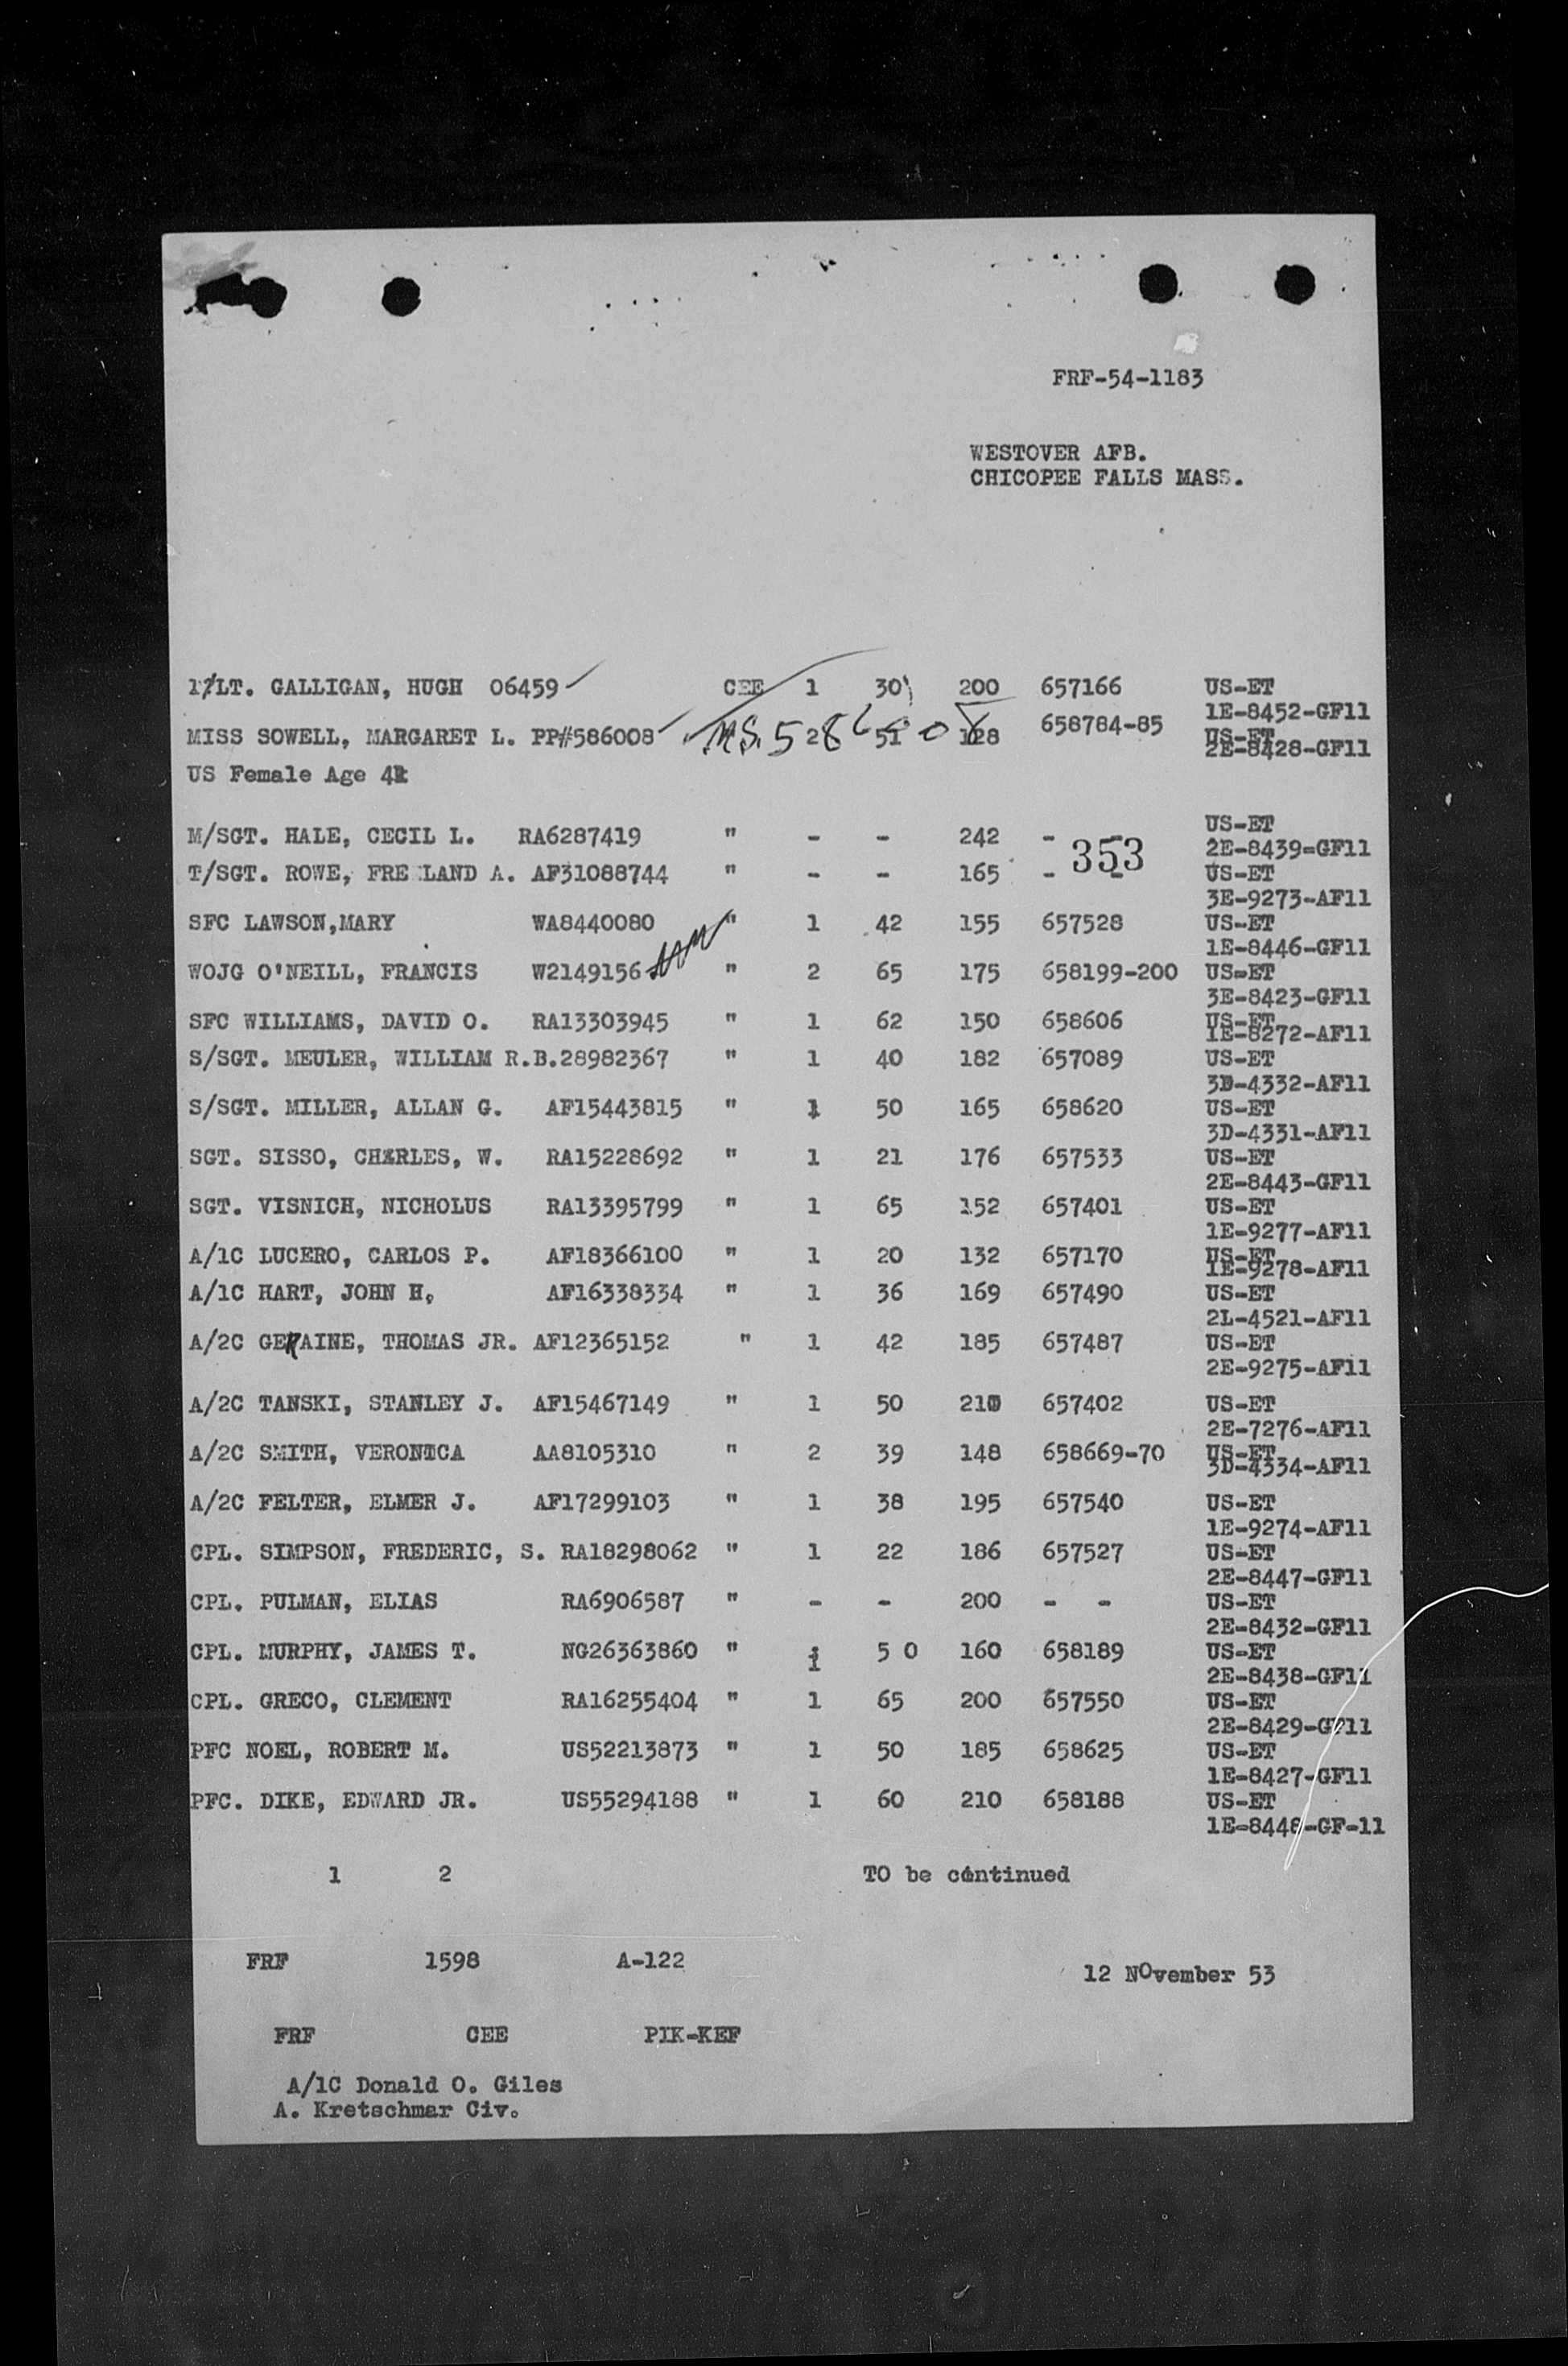 FRF-54-1183
WESTOVER AFB.
CHICOPEE FALLS MASS.
1/LT. GALLIGAN, HUGH 06459 CEE 1 30 200 657166 US-ET
1E-8452-GF11
MISS SOWELL, MARGARET L. PP#586008 M.S. 2 51 128 658784-85 US-ET
2E-8428-GF11
US Female Age
M/SGT. HALE, CECIL L. RA6287419 " - - 242 - - US-ET
353 2E-8439=GF11
T/SGT. ROWE, FRE LAND A. AF31088744 " - - 165 - - US-ET
3E-9273-AF11
SFC LAWSON,MARY WA8440080 " 1 42 155 657528 US-ET
1E-8446-GF11
WOJG O'NEILL, FRANCIS W2149156 " 2 65 175 658199-200 US-ET
3E-8423-GF11
SFC WILLIAMS, DAVID O. RA13303945 " 1 62 150 658606 US-ET
1E-8272-AF11
S/SGT. MEULER, WILLIAM R.B.28982367 " 1 40 182 657089 US-ET
3D-4332-AF11
S/SGT. MILLER, ALLAN G. AF15443815 " 1 50 165 658620 US-ET
3D-4331-AF11
SGT. SISSO, CHARLES, W. RA15228692 " 1 21 176 657533 US-ET
2E-8443-GF11
SGT. VISNICH, NICHOLUS RA13395799 " 1 65 152 657401 US-ET
1E-9277-AF11
A/1C LUCERO, CARLOS P. AF18366100 " 1 20 132 657170 US-ET
1E-9278-AF11
A/1C HART, JOHN H. AF16338334 " 1 36 169 657490 US-ET
2L-4521-AF11
A/2C GERAINE, THOMAS JR. AF12365152 " 1 42 185 657487 US-ET
2E-9275-AF11
A/2C TANSKI, STANLEY J. AF15467149 " 1 50 210 657402 US-ET
2E-7276-AF11
A/2C SMITH, VERONICA AA8105310 " 2 39 148 658669-70 US-ET
3D-4334-AF11
A/2C FELTER, ELMER J. AF17299103 " 1 38 195 657540 US-ET
1E-9274-AF11
CPL. SIMPSON, FREDERIC, S. RA18298062 " 1 22 186 657527 US-ET
2E-8447-GF11
CPL. PULMAN, ELIAS RA6906587 " - - 200 - - US-ET
2E-8432-GF11
CPL. MURPHY, JAMES T. NG26363860 " 1 5 0 160 658189 US-ET
2E-8438-GF11
CPL. GRECO, CLEMENT RA16255404 " 1 65 200 657550 US-ET
2E-8429-GF11
PFC NOEL, ROBERT M. US52213873 " 1 50 185 658625 US-ET
1E-8427-GF11
PFC. DIKE, EDWARD JR. US55294188 " 1 60 210 658188 US-ET
1E-8448-GF-11
1 2 TO be continued
FRF 1598 A-122
12 NOvember 53
FRF CEE PIK-KEF
A/1C Donald O. Giles
A. Kretschmar Civ.